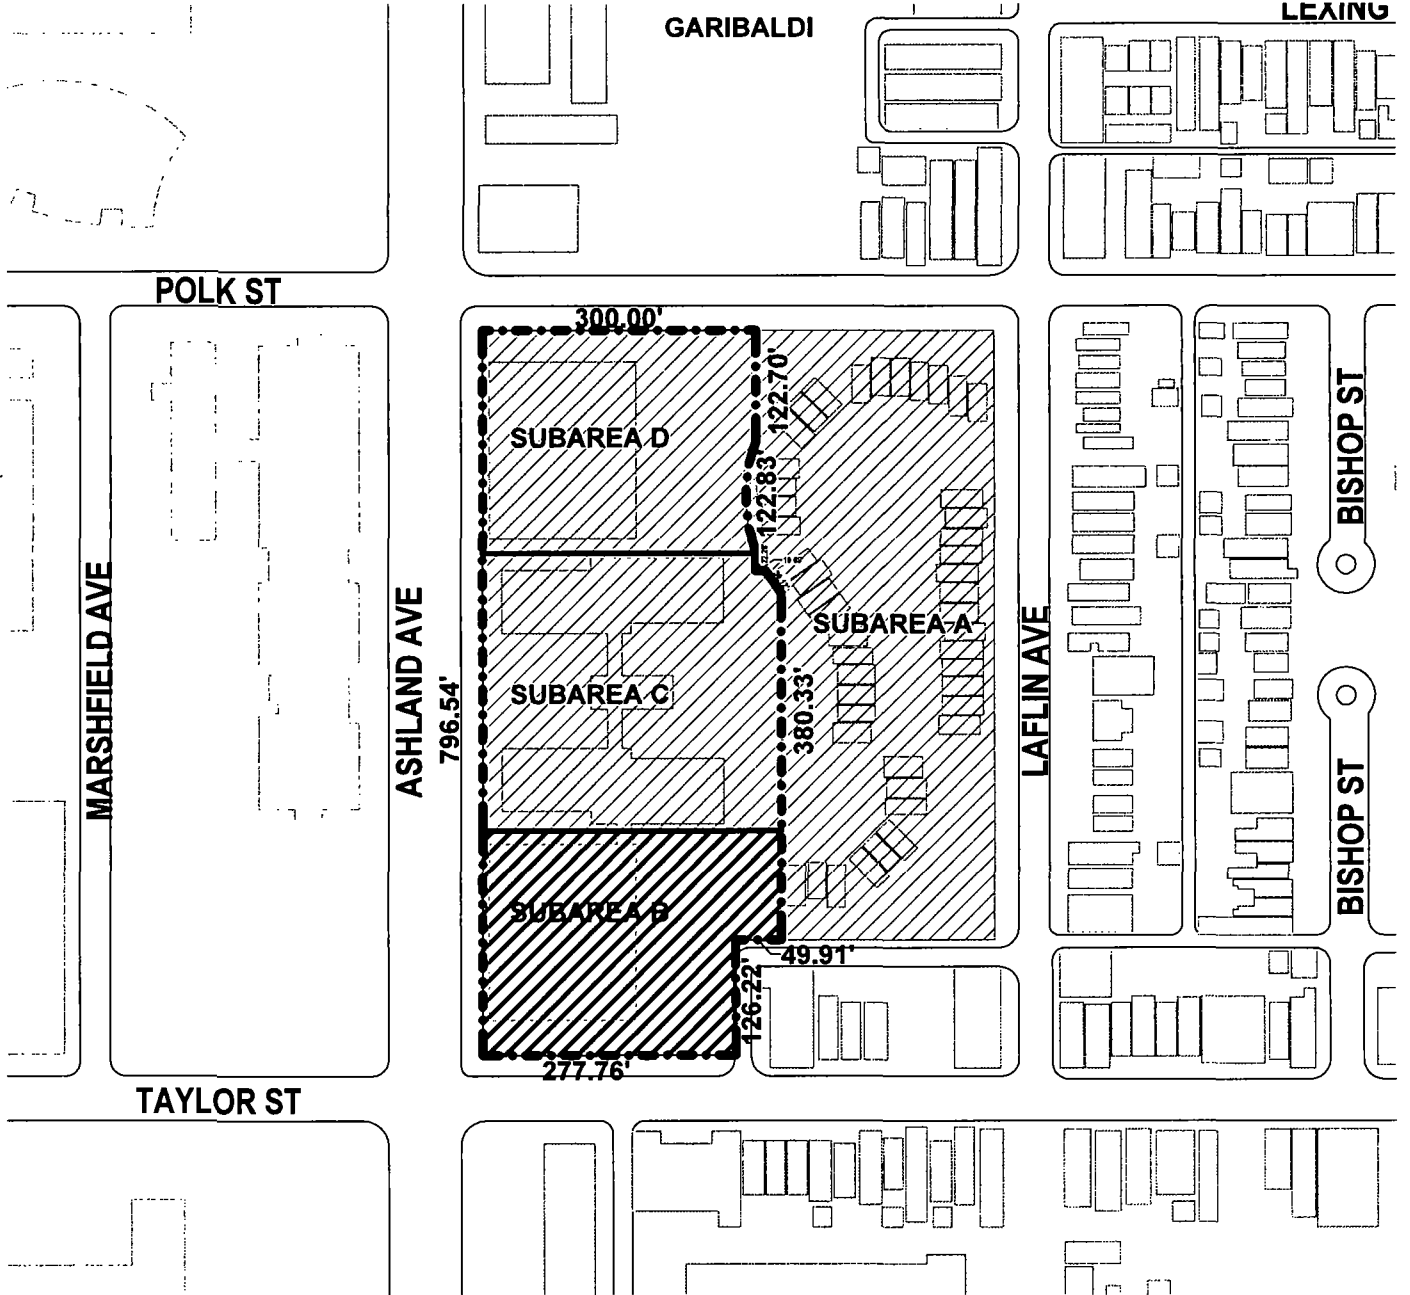 LEXING
GARIBALDI
POLK ST
300.00'
122.70'
SUBAREA D
122.83'
BISHOP ST
MARSHFIELD AVE
ASHLAND AVE
796.54'
SUBAREA A
LAFLIN AVE
SUBAREA C
380.33'
BISHOP ST
SUBAREA B
49.91'
126.22'
277.76'
TAYLOR ST